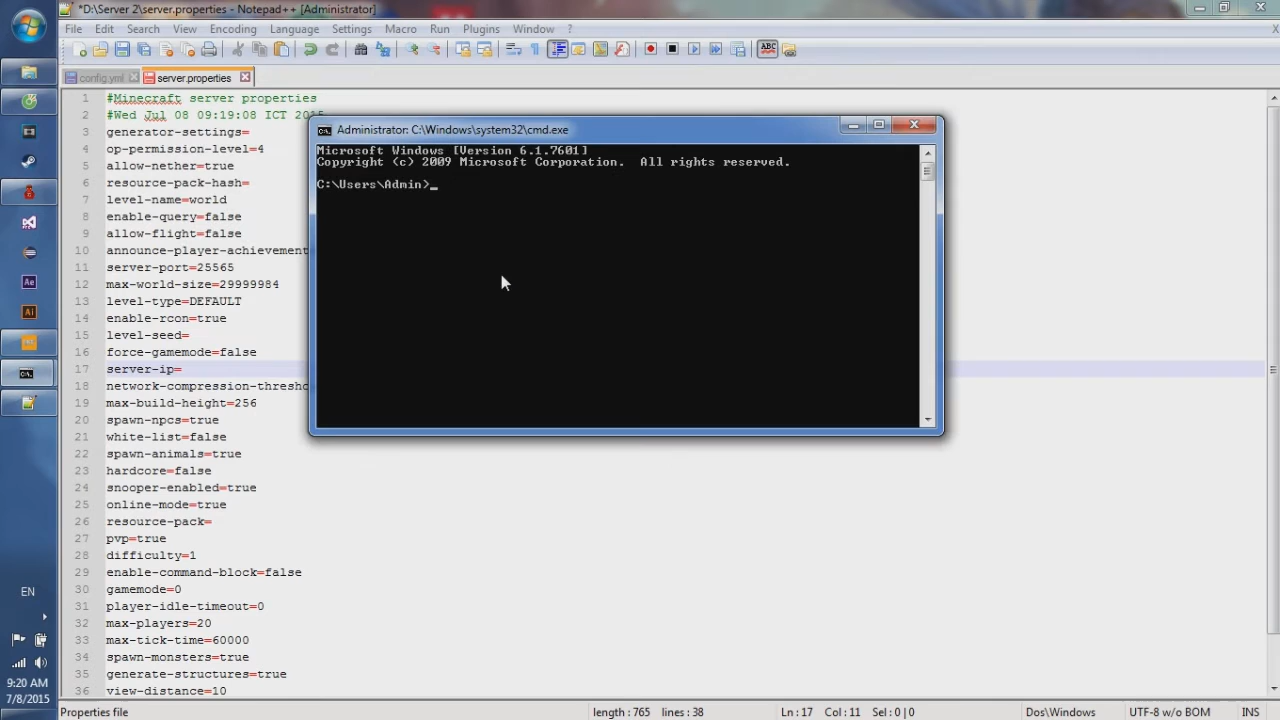 *D:\Server 2\server.properties - Notepad++ [Administrator]
File Edit Search View Encoding Language Settings Macro Run Plugins Window ?
ABC
config.yml server.properties
1 #Minecraft server properties
2 #Wed Jul 08 09:19:08 ICT 2015
3 generator-settings=
4 op-permission-level=4
5 allow-nether=true
6 resource-pack-hash=
7 level-name=world
8 enable-query=false
9 allow-flight=false
10 announce-player-achievement
11 server-port=25565
12 max-world-size=29999984
13 level-type=DEFAULT
14 enable-rcon=true
15 level-seed=
16 force-gamemode=false
17 server-ip=
18 network-compression-thresho
19 max-build-height=256
20 spawn-npcs=true
21 white-list=false
22 spawn-animals=true
23 hardcore=false
24 snooper-enabled=true
25 online-mode=true
26 resource-pack=
27 pvp=true
28 difficulty=1
29 enable-command-block=false
30 gamemode=0
31 player-idle-timeout=0
32 max-players=20
33 max-tick-time=60000
34 spawn-monsters=true
35 generate-structures=true
36 view-distance=10
Administrator: C:\Windows\system32\cmd.exe
Microsoft Windows [Version 6.1.7601]
Copyright (c) 2009 Microsoft Corporation. All rights reserved.
C:\Users\Admin>_
Ae
Ai
EN
9:20 AM
7/8/2015
Properties file length : 765 lines : 38 Ln : 17 Col : 11 Sel : 0 | 0 Dos\Windows UTF-8 w/o BOM INS